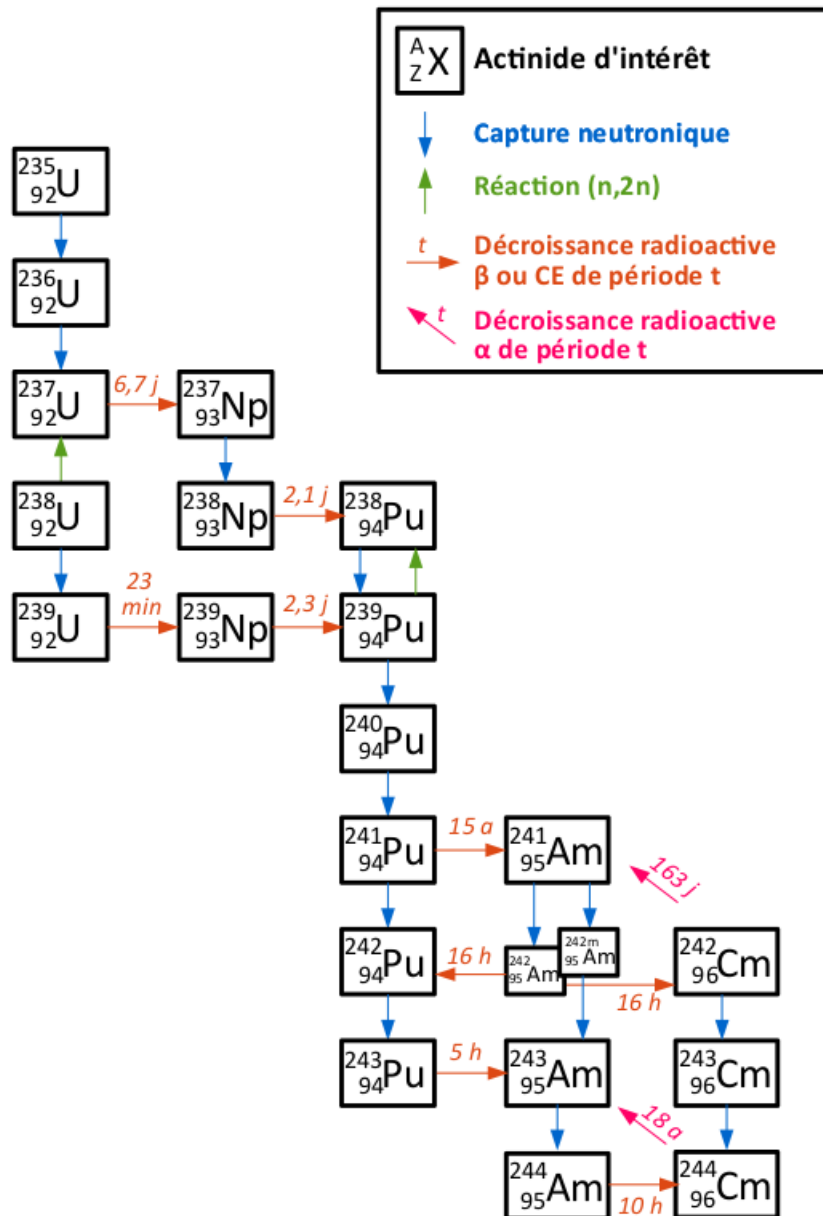 A
Z X Actinide d'intérêt
Capture neutronique
Réaction (n,2n)
t Décroissance radioactive
β ou CE de période t
t Décroissance radioactive
α de période t
235
92 U
236
92 U
237
92 U 6,7 j 237
93 Np
238
92 U 238
93 Np 2,1 j 238
94 Pu
239
92 U 23
min 239
93 Np 2,3 j 239
94 Pu
240
94 Pu
241
94 Pu 15 a 241
95 Am 163 j
242
94 Pu 16 h 242
95 Am 242m
95 Am 16 h 242
96 Cm
243
94 Pu 5 h 243
95 Am 18 a 243
96 Cm
244
95 Am 10 h 244
96 Cm